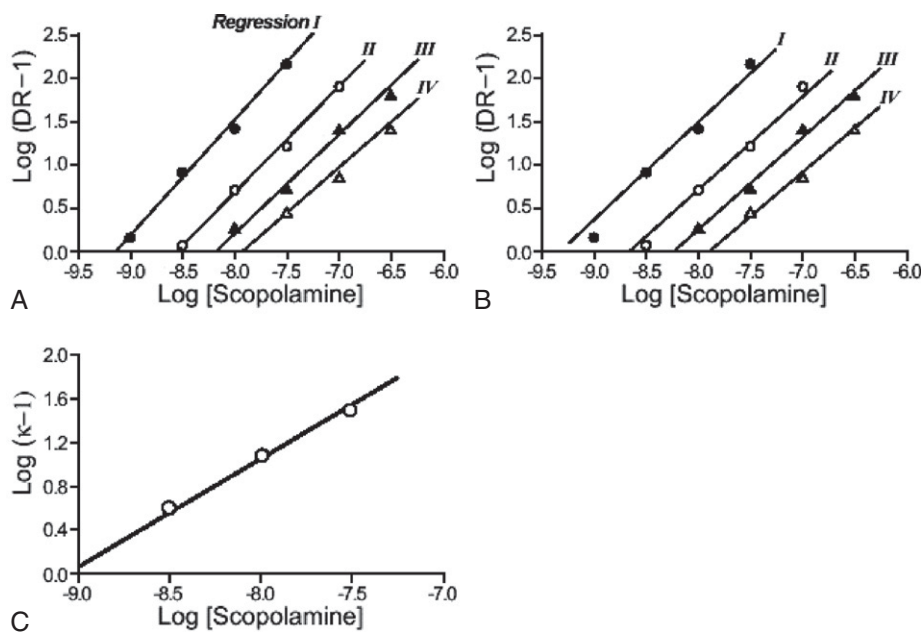 Regression I
II
III
IV
2.5
2.0
1.5
1.0
0.5
0.0
Log (DR−1)
-9.5 -9.0 -8.5 -8.0 -7.5 -7.0 -6.5 -6.0
Log [Scopolamine]
A
I
II
III
IV
2.5
2.0
1.5
1.0
0.5
0.0
Log (DR−1)
-9.5 -9.0 -8.5 -8.0 -7.5 -7.0 -6.5 -6.0
Log [Scopolamine]
B
2.0
1.6
1.2
0.8
0.4
0.0
Log (κ−1)
-9.0 -8.5 -8.0 -7.5 -7.0
Log [Scopolamine]
C